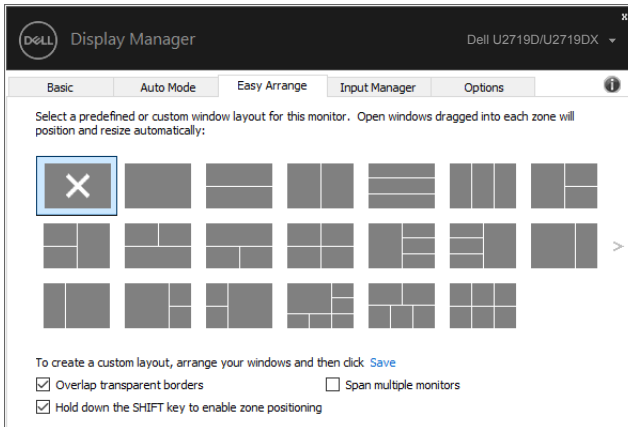 x
DELL Display Manager Dell U2719D/U2719DX
Basic Auto Mode Easy Arrange Input Manager Options i
Select a predefined or custom window layout for this monitor. Open windows dragged into each zone will
position and resize automatically:
To create a custom layout, arrange your windows and then click Save
Overlap transparent borders Span multiple monitors
Hold down the SHIFT key to enable zone positioning